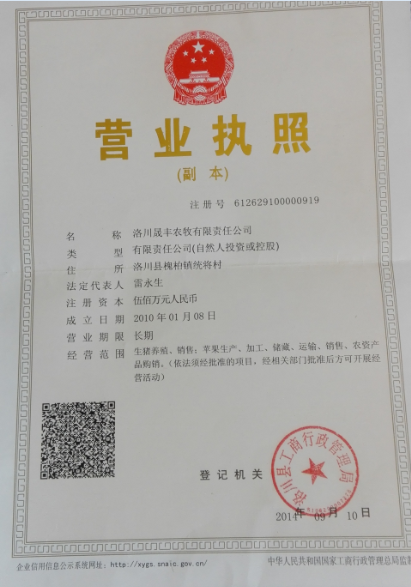 营业执照
(副 本)
注 册 号 612629100000919
名 称 洛川晟丰农牧有限责任公司
类 型 有限责任公司(自然人投资或控股)
住 所 洛川县槐柏镇统将村
法定代表人 雷永生
注 册 资 本 伍佰万元人民币
成 立 日 期 2010 年 01 月 08 日
营 业 期 限 长期
经 营 范 围 生猪养殖、销售;苹果生产、加工、储藏、运输、销售、农资产
品购销。(依法须经批准的项目,经相关部门批准后方可开展经
营活动)
洛川县工商行政管理局
登 记 机 关
2014 年 09 月 10 日
企业信用信息公示系统网址: http://xygs.snaic.gov.cn/
中华人民共和国国家工商行政管理总局监